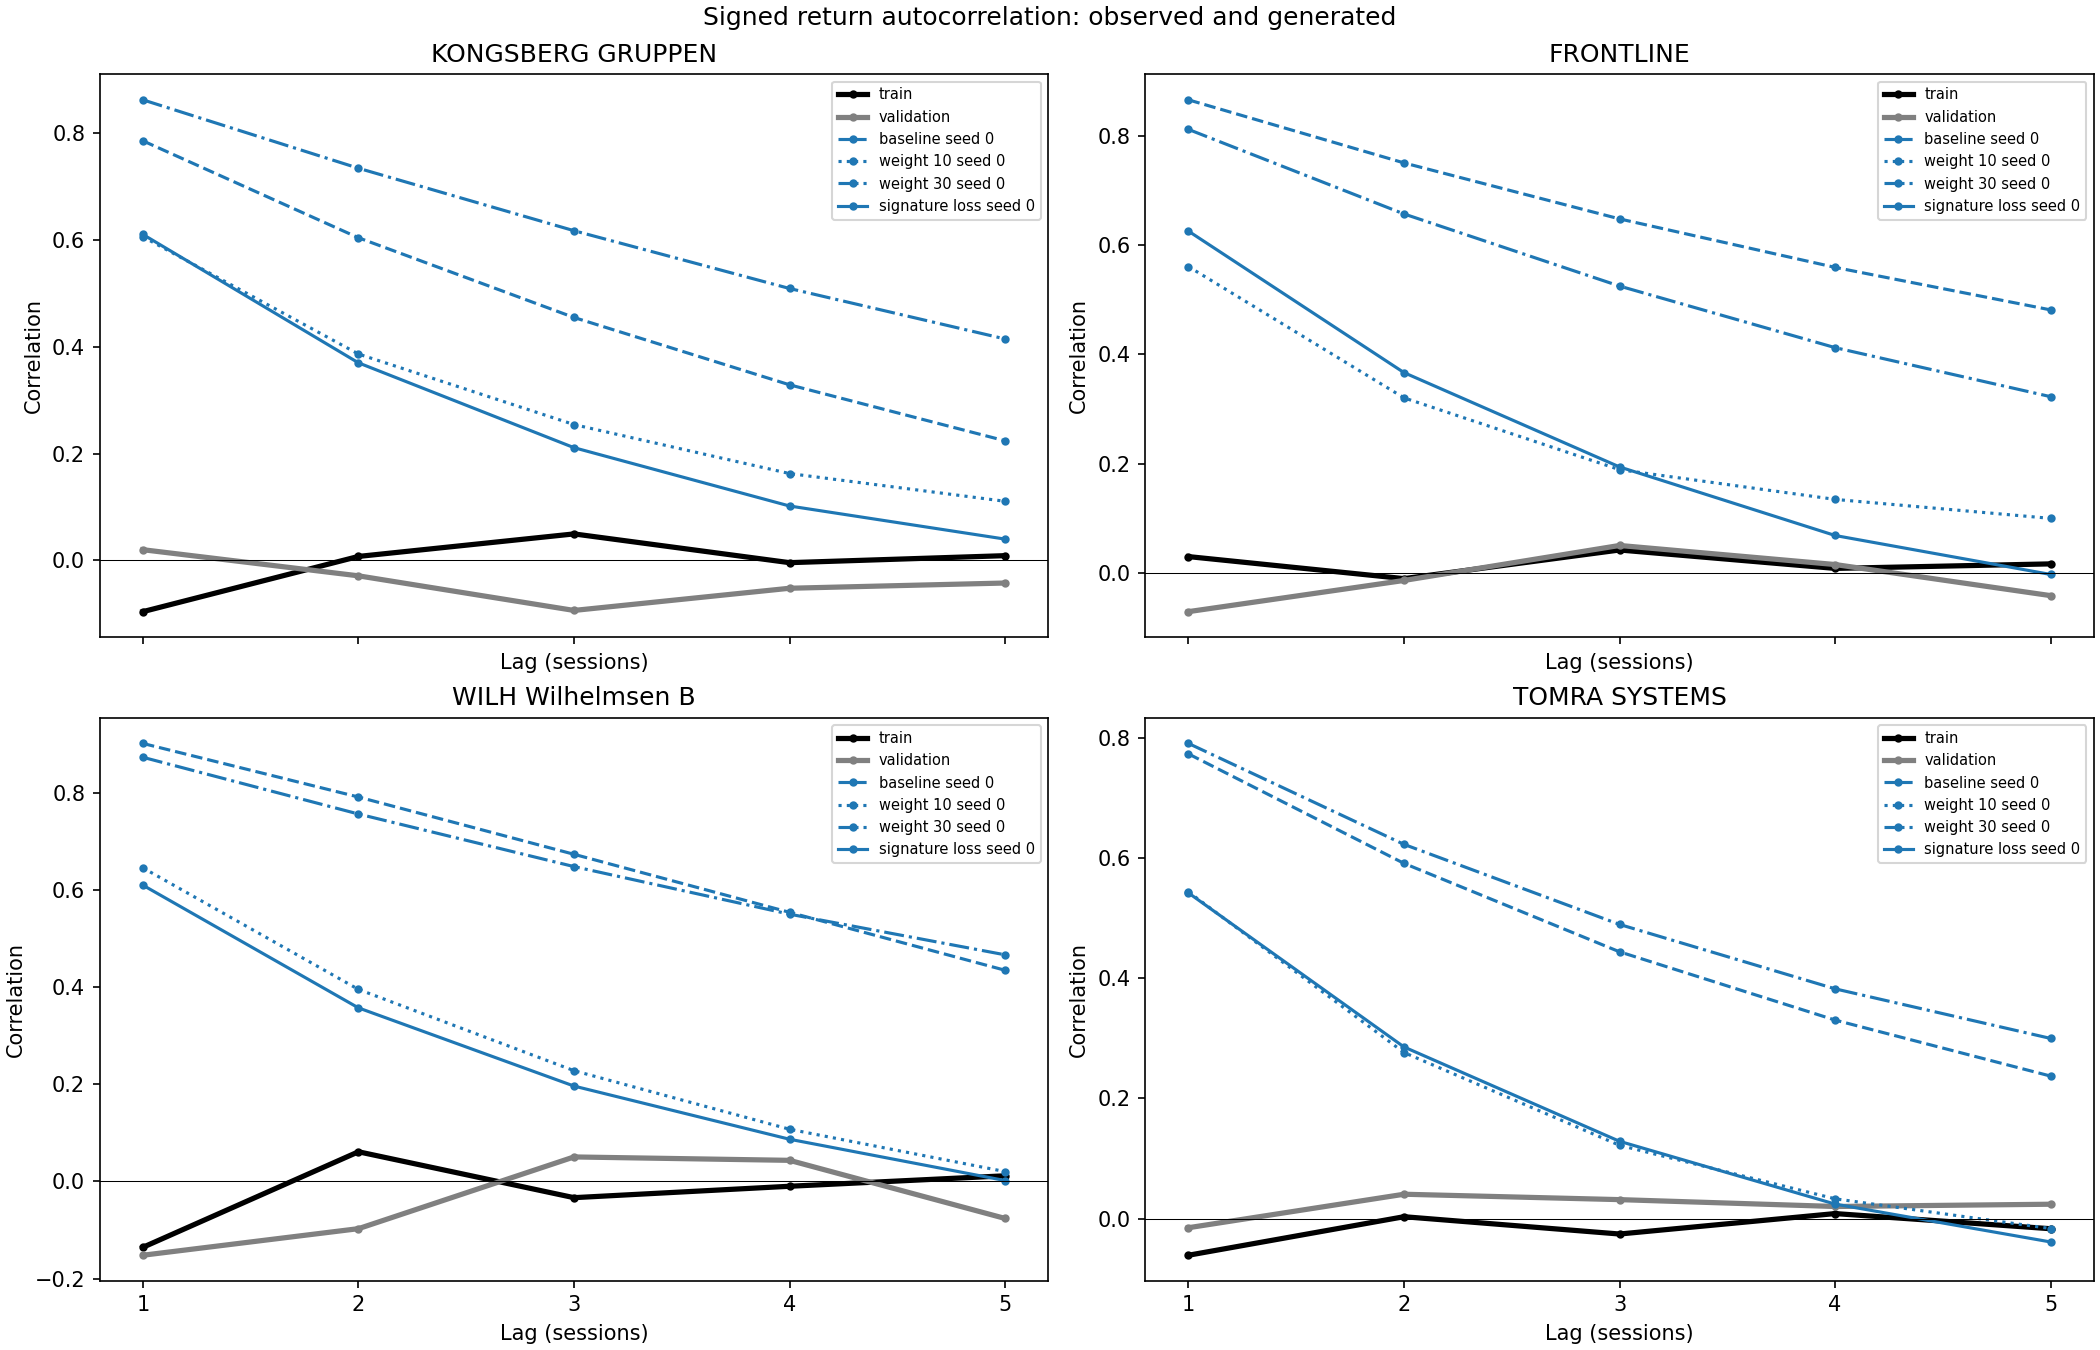 Signed return autocorrelation: observed and generated
KONGSBERG GRUPPEN
Correlation
0.8
0.6
0.4
0.2
0.0
train
validation
baseline seed 0
weight 10 seed 0
weight 30 seed 0
signature loss seed 0
Lag (sessions)
FRONTLINE
Correlation
0.8
0.6
0.4
0.2
0.0
train
validation
baseline seed 0
weight 10 seed 0
weight 30 seed 0
signature loss seed 0
Lag (sessions)
WILH Wilhelmsen B
Correlation
0.8
0.6
0.4
0.2
0.0
−0.2
train
validation
baseline seed 0
weight 10 seed 0
weight 30 seed 0
signature loss seed 0
1 2 3 4 5
Lag (sessions)
TOMRA SYSTEMS
Correlation
0.8
0.6
0.4
0.2
0.0
train
validation
baseline seed 0
weight 10 seed 0
weight 30 seed 0
signature loss seed 0
1 2 3 4 5
Lag (sessions)